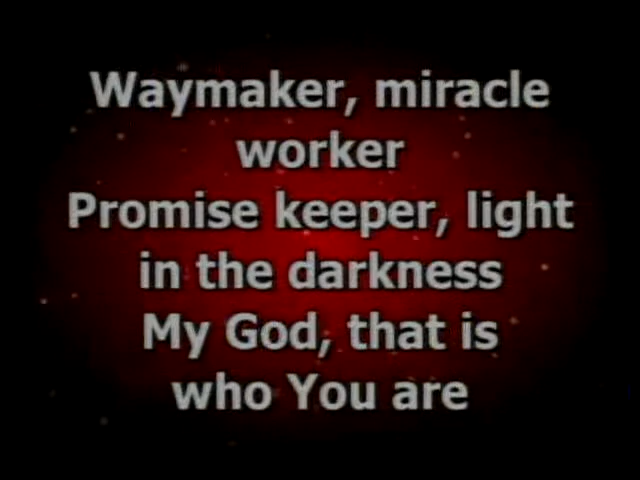 Waymaker, miracle
worker
Promise keeper, light
in the darkness
My God, that is
who You are